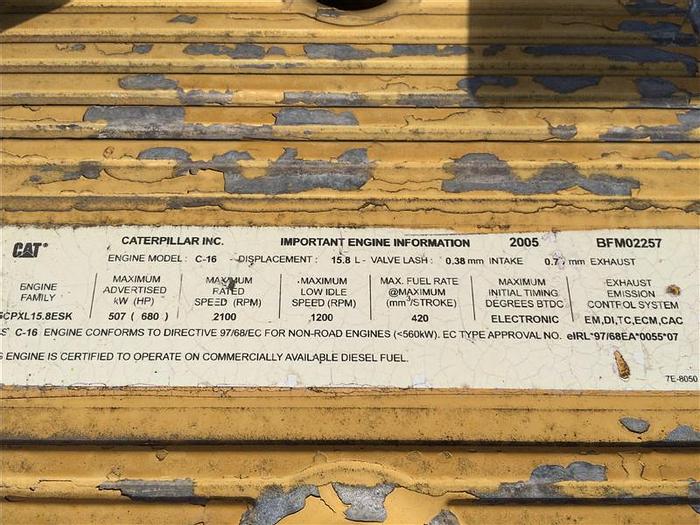 CAT® CATERPILLAR INC. IMPORTANT ENGINE INFORMATION 2005 BFM02257
ENGINE MODEL: C-16 DISPLACEMENT: 15.8 L - VALVE LASH: 0.38 mm INTAKE mm EXHAUST
ENGINE FAMILY
CPXL15.8ESK
MAXIMUM ADVERTISED kW (HP)
507 (680)
MAXIMUM RATED SPEED (RPM)
2100
MAXIMUM LOW IDLE SPEED (RPM)
1200
MAX. FUEL RATE @MAXIMUM (mm³/STROKE)
420
MAXIMUM INITIAL TIMING DEGREES BTDC
ELECTRONIC
EXHAUST EMISSION CONTROL SYSTEM
EM,DI,TC,ECM,CAC
C-16 ENGINE CONFORMS TO DIRECTIVE 97/68/EC FOR NON-ROAD ENGINES (<560kW). EC TYPE APPROVAL NO. eIRL*97/68EA*0055*07
ENGINE IS CERTIFIED TO OPERATE ON COMMERCIALLY AVAILABLE DIESEL FUEL.
7E-8050